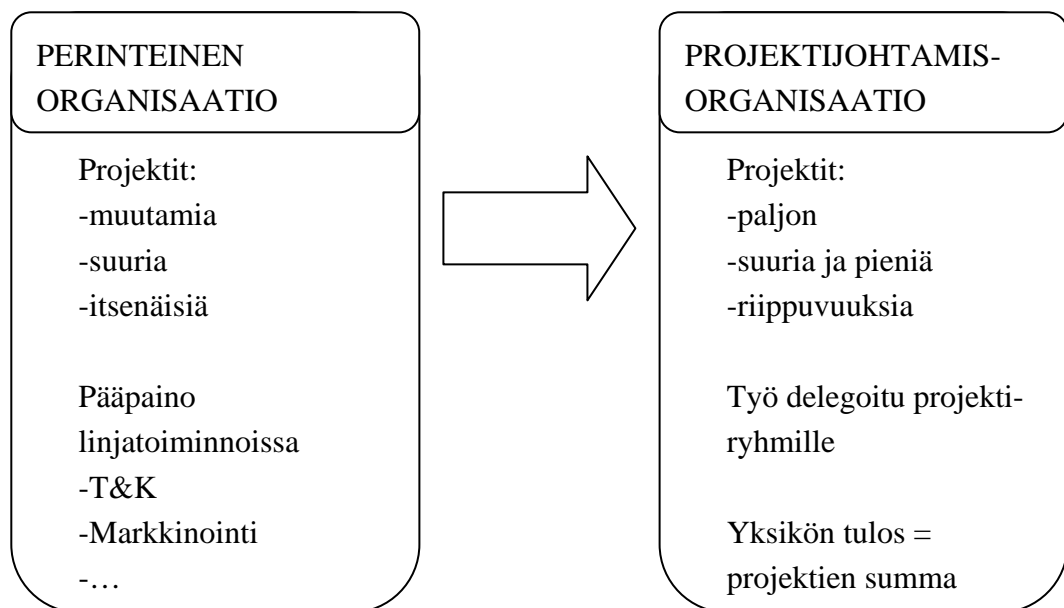 PERINTEINEN
ORGANISAATIO
Projektit:
-muutamia
-suuria
-itsenäisiä
Pääpaino
linjatoiminnoissa
-T&K
-Markkinointi
-…
PROJEKTIJOHTAMIS-
ORGANISAATIO
Projektit:
-paljon
-suuria ja pieniä
-riippuvuuksia
Työ delegoitu projekti-
ryhmille
Yksikön tulos =
projektien summa